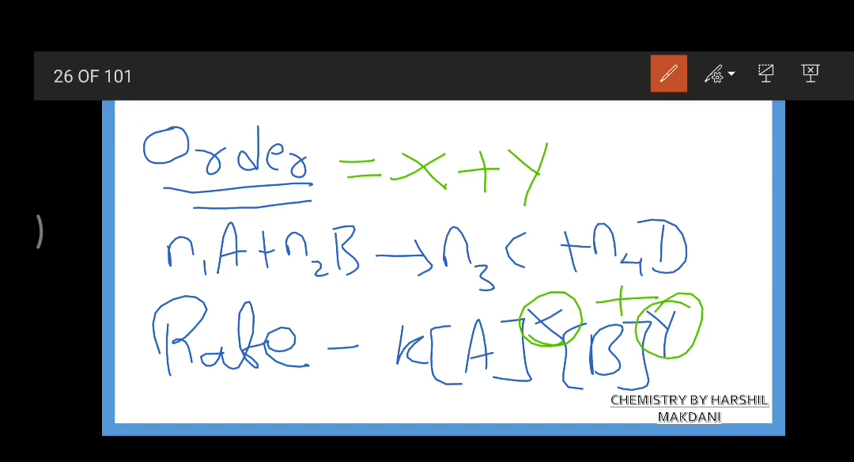 26 OF 101
Order = X + Y
n₁A + n₂B → n₃C + n₄D
+
Rate - K[A]^X [B]^Y
CHEMISTRY BY HARSHIL
MAKDANI